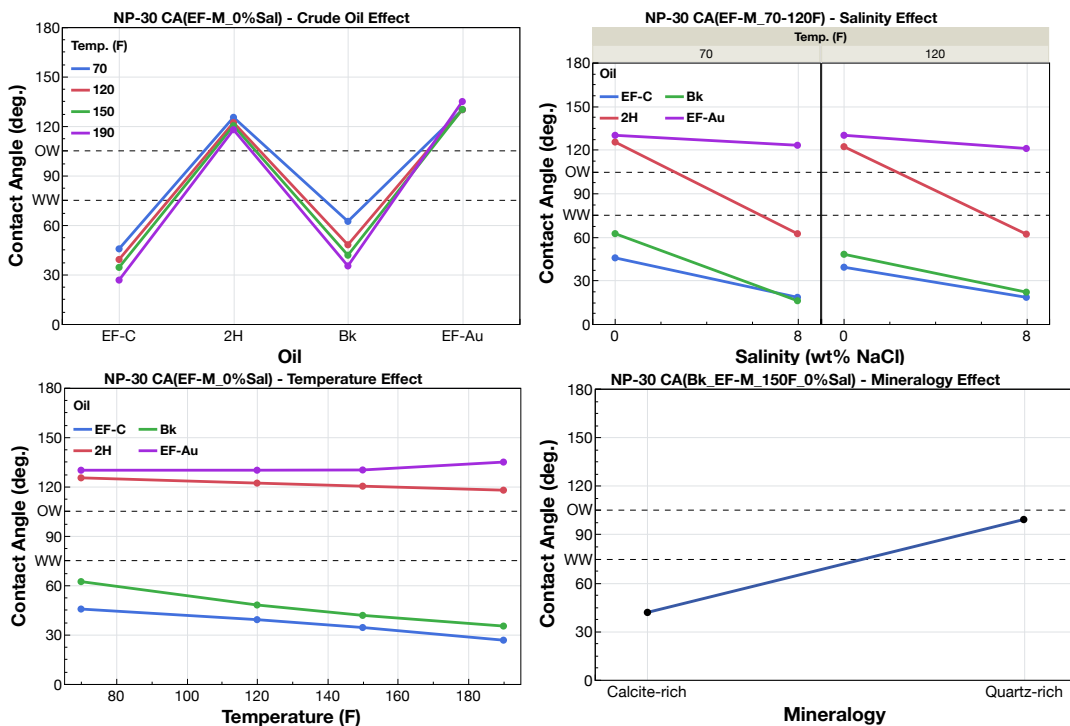 NP-30 CA(EF-M_0%Sal) - Crude Oil Effect
Contact Angle (deg.)
180
150
120
OW
90
WW
60
30
0
Temp. (F)
70
120
150
190
EF-C 2H Bk EF-Au
Oil
NP-30 CA(EF-M_70-120F) - Salinity Effect
Temp. (F)
70 120
Contact Angle (deg.)
180
150
120
OW
90
WW
60
30
0
Oil
EF-C Bk
2H EF-Au
0 8 0 8
Salinity (wt% NaCl)
NP-30 CA(EF-M_0%Sal) - Temperature Effect
Contact Angle (deg.)
180
150
120
OW
90
WW
60
30
0
Oil
EF-C Bk
2H EF-Au
80 100 120 140 160 180
Temperature (F)
NP-30 CA(Bk_EF-M_150F_0%Sal) - Mineralogy Effect
Contact Angle (deg.)
180
150
120
OW
90
WW
60
30
0
Calcite-rich Quartz-rich
Mineralogy